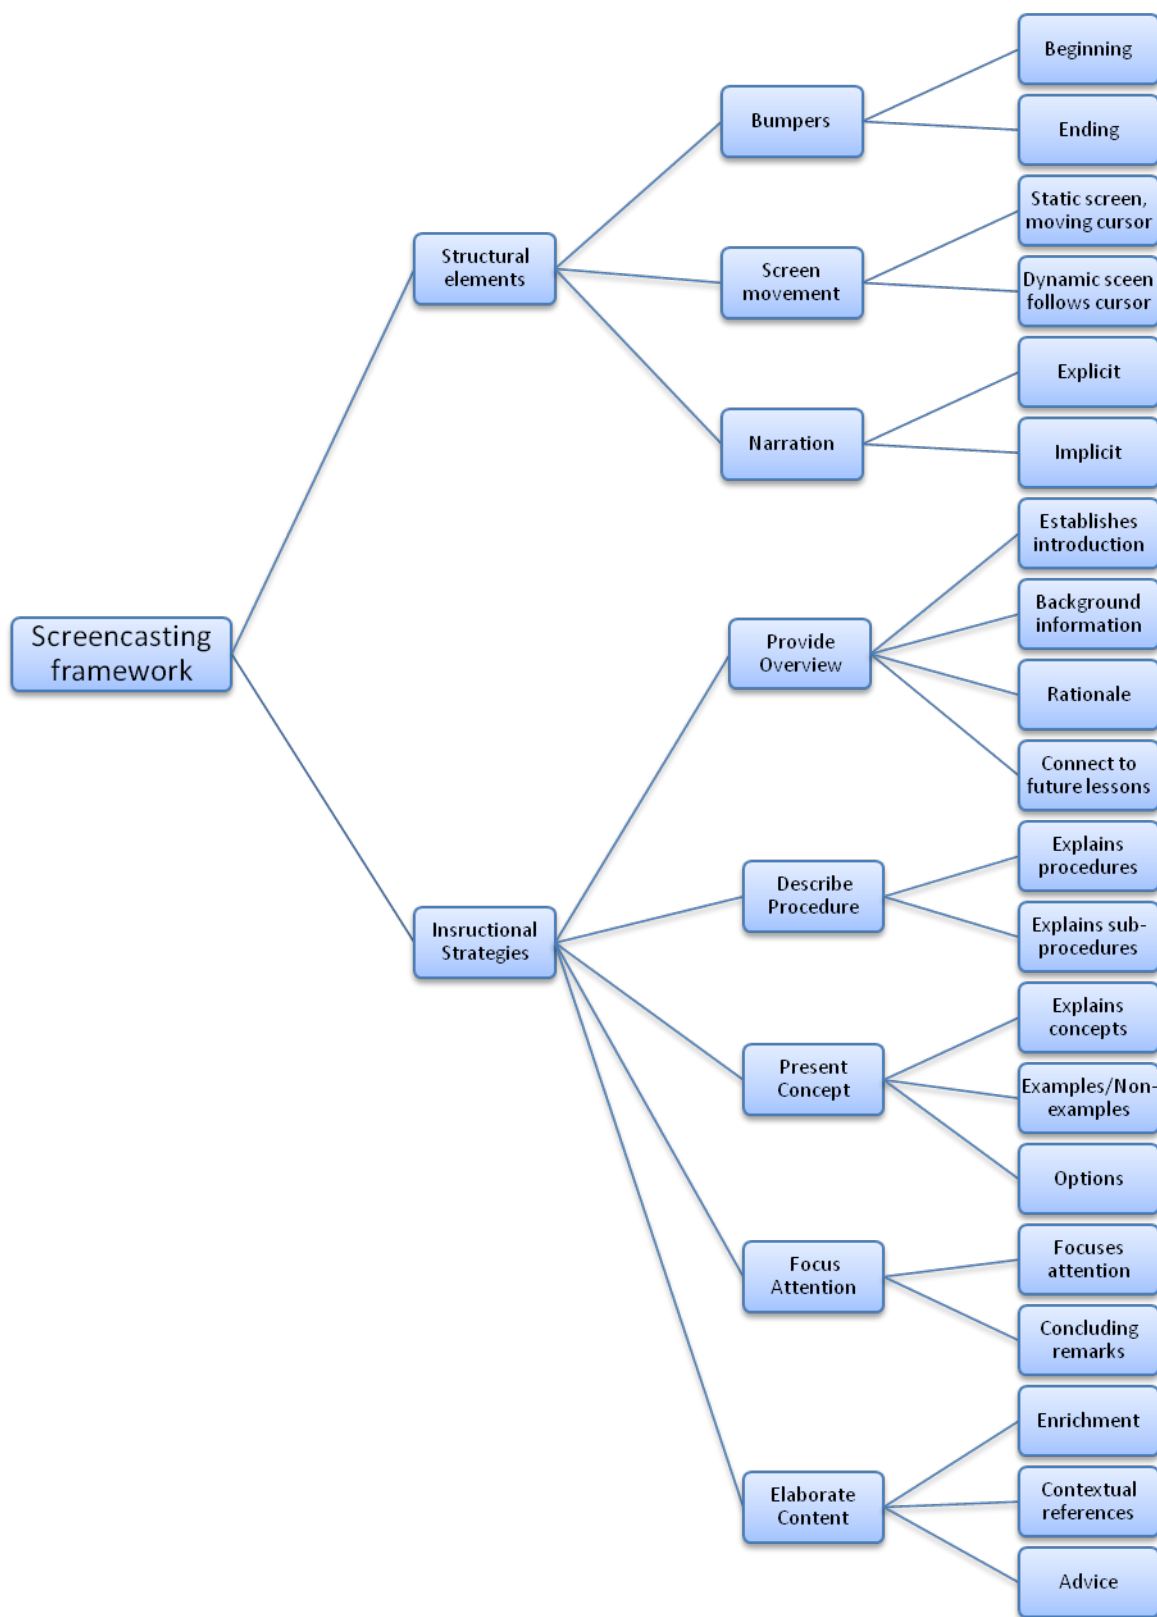 Screencasting
framework
Structural
elements
Bumpers
Beginning
Ending
Screen
movement
Static screen,
moving cursor
Dynamic sceen
follows cursor
Narration
Explicit
Implicit
Insructional
Strategies
Provide
Overview
Establishes
introduction
Background
information
Rationale
Connect to
future lessons
Describe
Procedure
Explains
procedures
Explains sub-
procedures
Present
Concept
Explains
concepts
Examples/Non-
examples
Options
Focus
Attention
Focuses
attention
Concluding
remarks
Elaborate
Content
Enrichment
Contextual
references
Advice